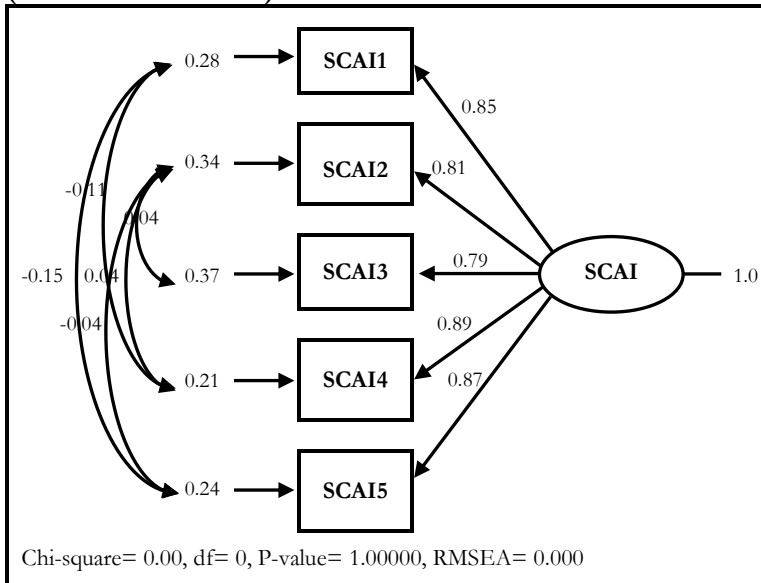 0.28 SCAI1
0.85
0.34 SCAI2 0.81
-0.11
0.04
-0.15 0.04 0.37 SCAI3 0.79 SCAI 1.0
-0.04 0.89
0.21 SCAI4 0.87
0.24 SCAI5
Chi-square= 0.00, df= 0, P-value= 1.00000, RMSEA= 0.000